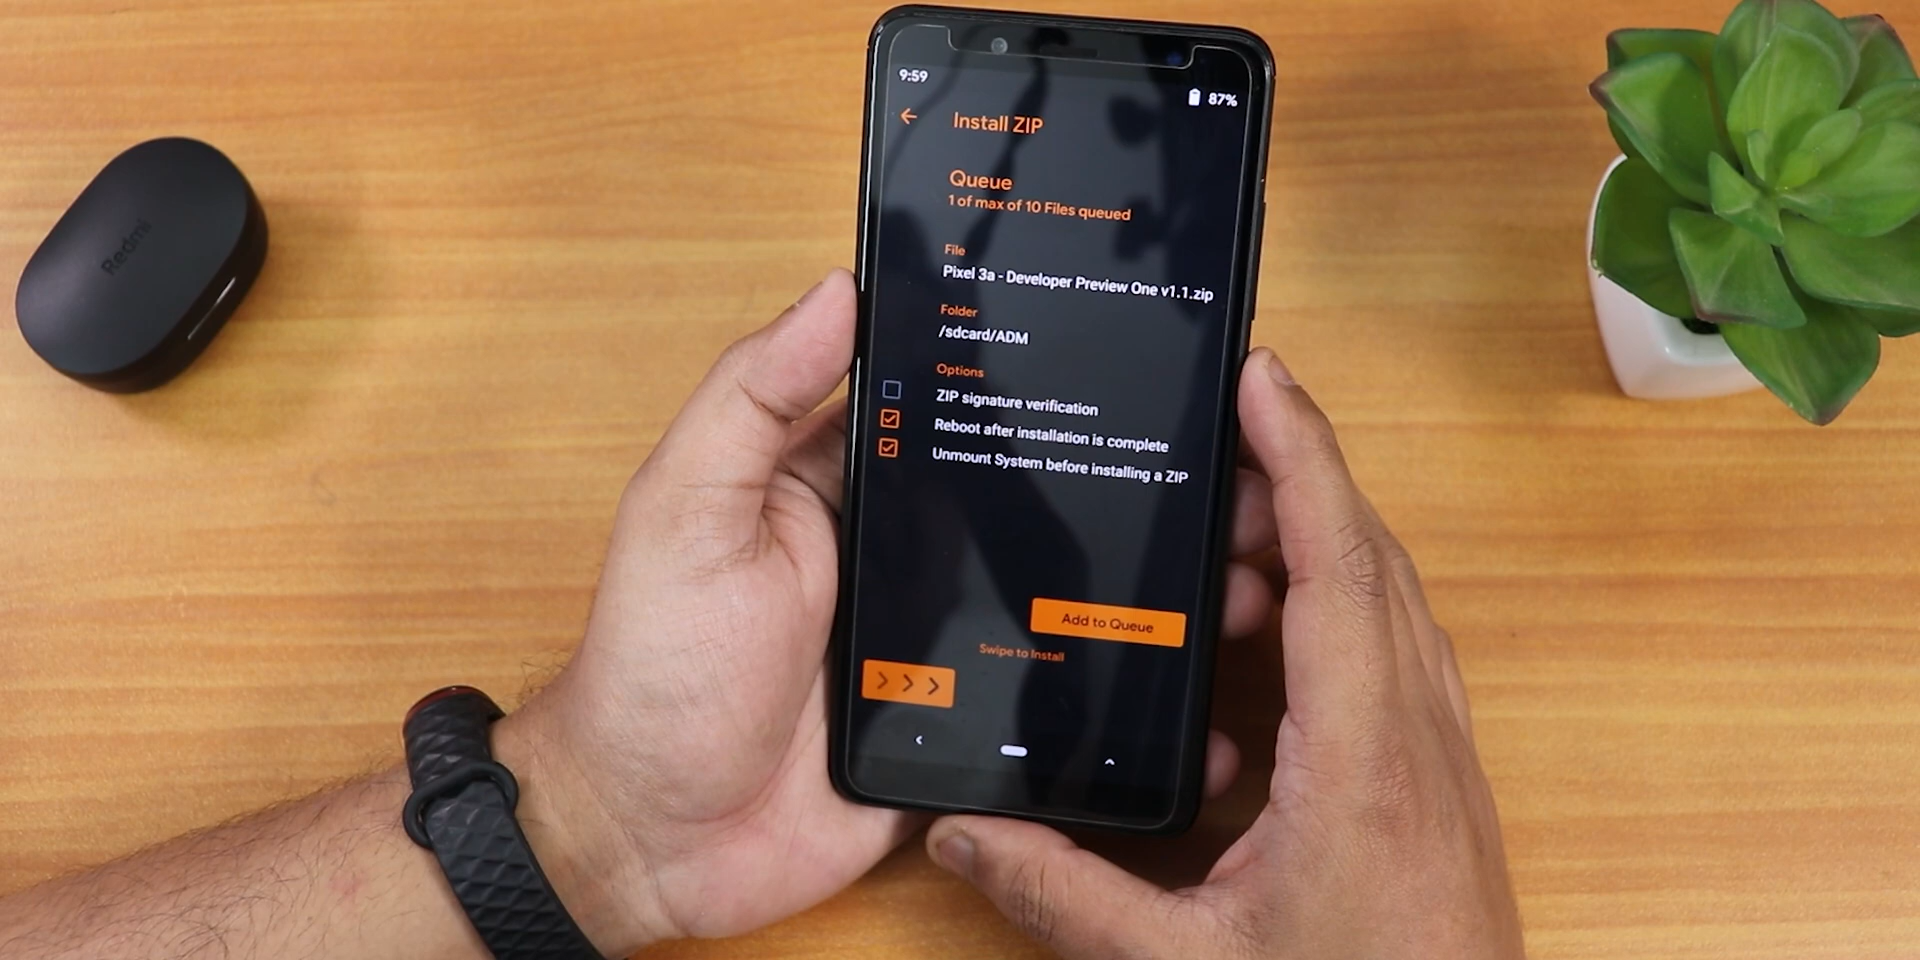 Redmi
9:59
87%
Install ZIP
Queue
1 of max of 10 Files queued
File
Pixel 3a - Developer Preview One v1.1.zip
Folder
/sdcard/ADM
Options
ZIP signature verification
Reboot after installation is complete
Unmount System before installing a ZIP
Add to Queue
Swipe to Install